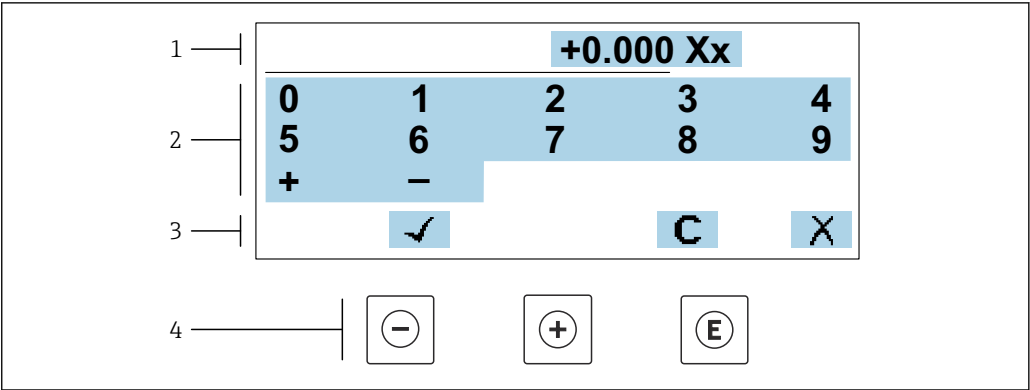 1 +0.000 Xx
0 1 2 3 4
2 5 6 7 8 9
+ –
3 ✓ C X
4 − + E